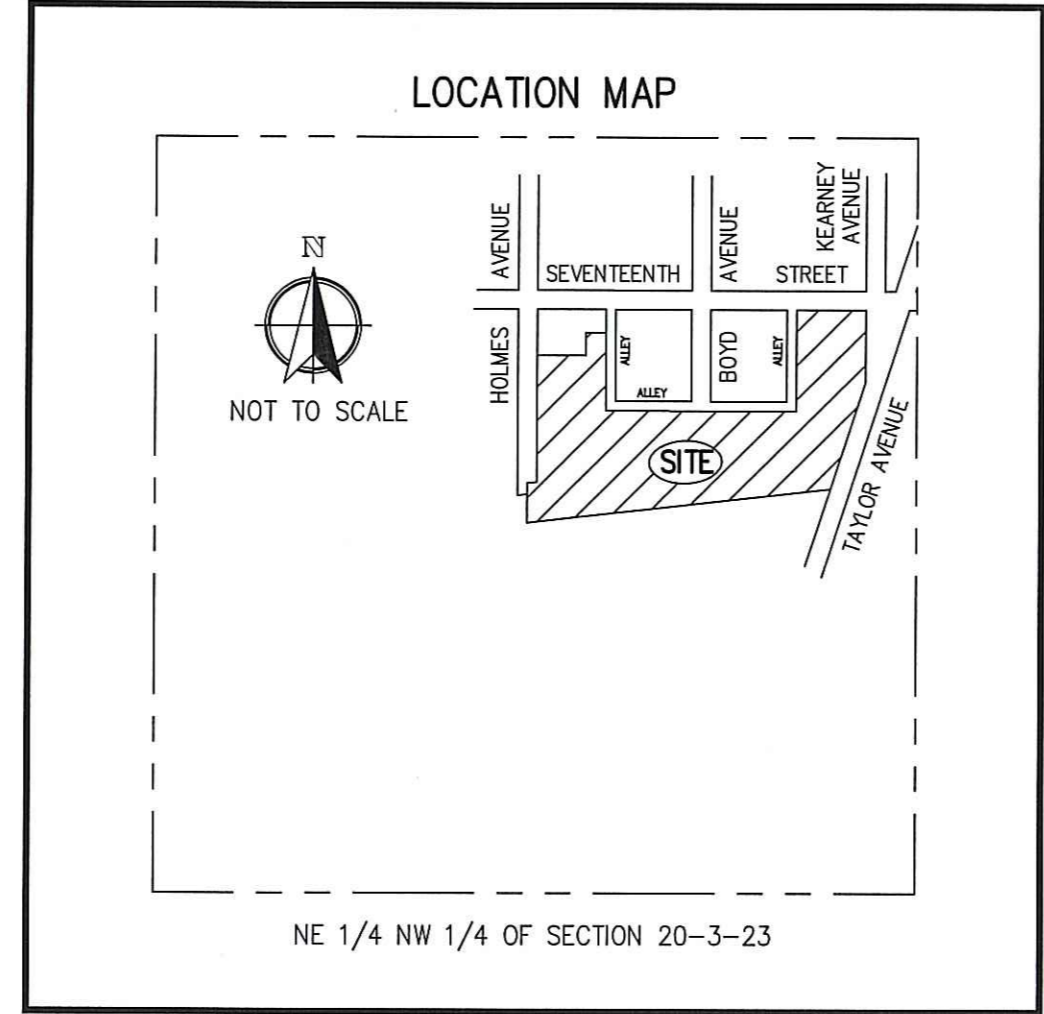 LOCATION MAP
N
NOT TO SCALE
HOLMES AVENUE
SEVENTEENTH STREET
BOYD AVENUE
KEARNEY
AVENUE
ALLEY
ALLEY
ALLEY
SITE
TAYLOR AVENUE
NE 1/4 NW 1/4 OF SECTION 20-3-23